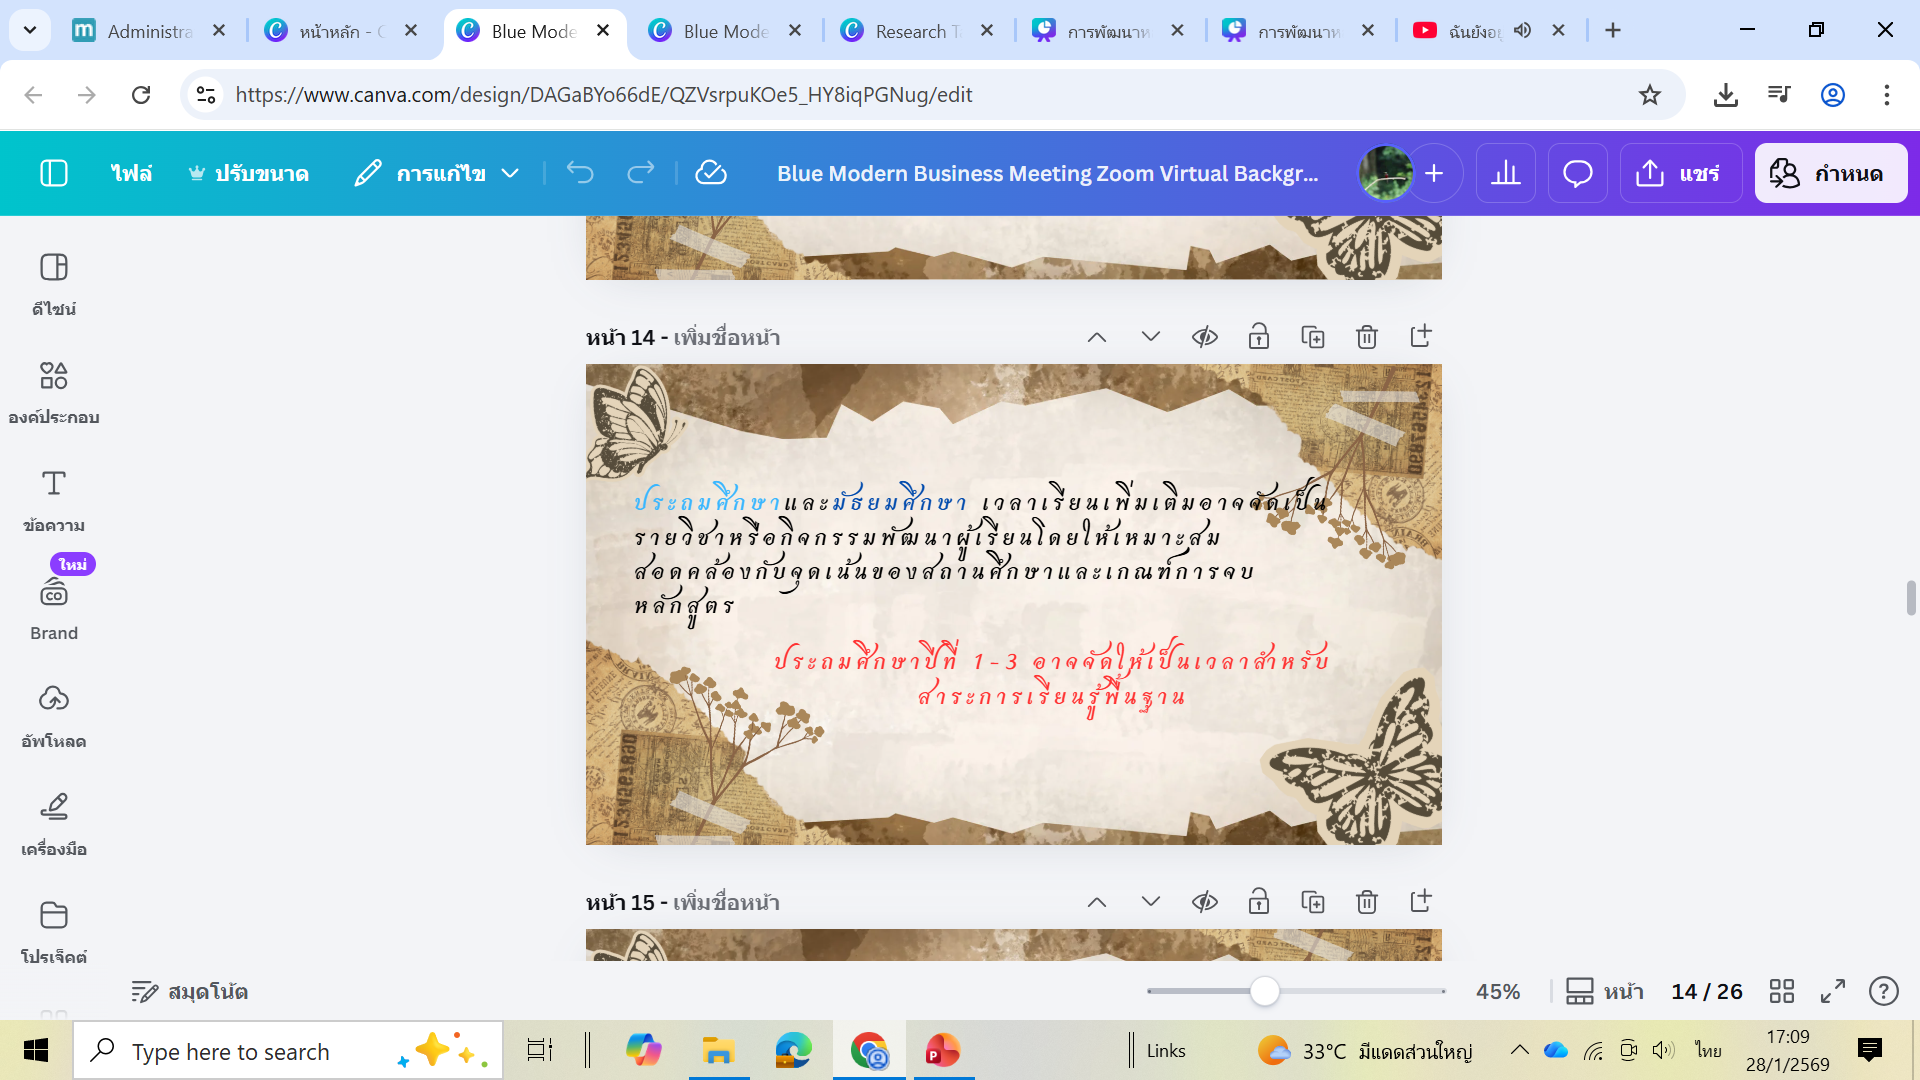 Administra
หน้าหลัก - C
Blue Mode
Blue Mode
Research T
การพัฒนาห
การพัฒนาห
ฉันยังอยู่
https://www.canva.com/design/DAGaBYo66dE/QZVsrpuKOe5_HY8iqPGNug/edit
ไฟล์
ปรับขนาด
การแก้ไข
Blue Modern Business Meeting Zoom Virtual Backgr...
แชร์
กำหนด
ดีไซน์
องค์ประกอบ
ข้อความ
ใหม่
Brand
อัพโหลด
เครื่องมือ
โปรเจ็คต์
หน้า 14 - เพิ่มชื่อหน้า
ประถมศึกษาและมัธยมศึกษา เวลาเรียนเพิ่มเติมอาจจัดเป็น
รายวิชาหรือกิจกรรมพัฒนาผู้เรียนโดยให้เหมาะสม
สอดคล้องกับจุดเน้นของสถานศึกษาและเกณฑ์การจบ
หลักสูตร
ประถมศึกษาปีที่ 1-3 อาจจัดให้เป็นเวลาสำหรับ
สาระการเรียนรู้พื้นฐาน
หน้า 15 - เพิ่มชื่อหน้า
สมุดโน้ต
45%
หน้า
14 / 26
Type here to search
Links
33°C มีแดดส่วนใหญ่
ไทย
17:09
28/1/2569